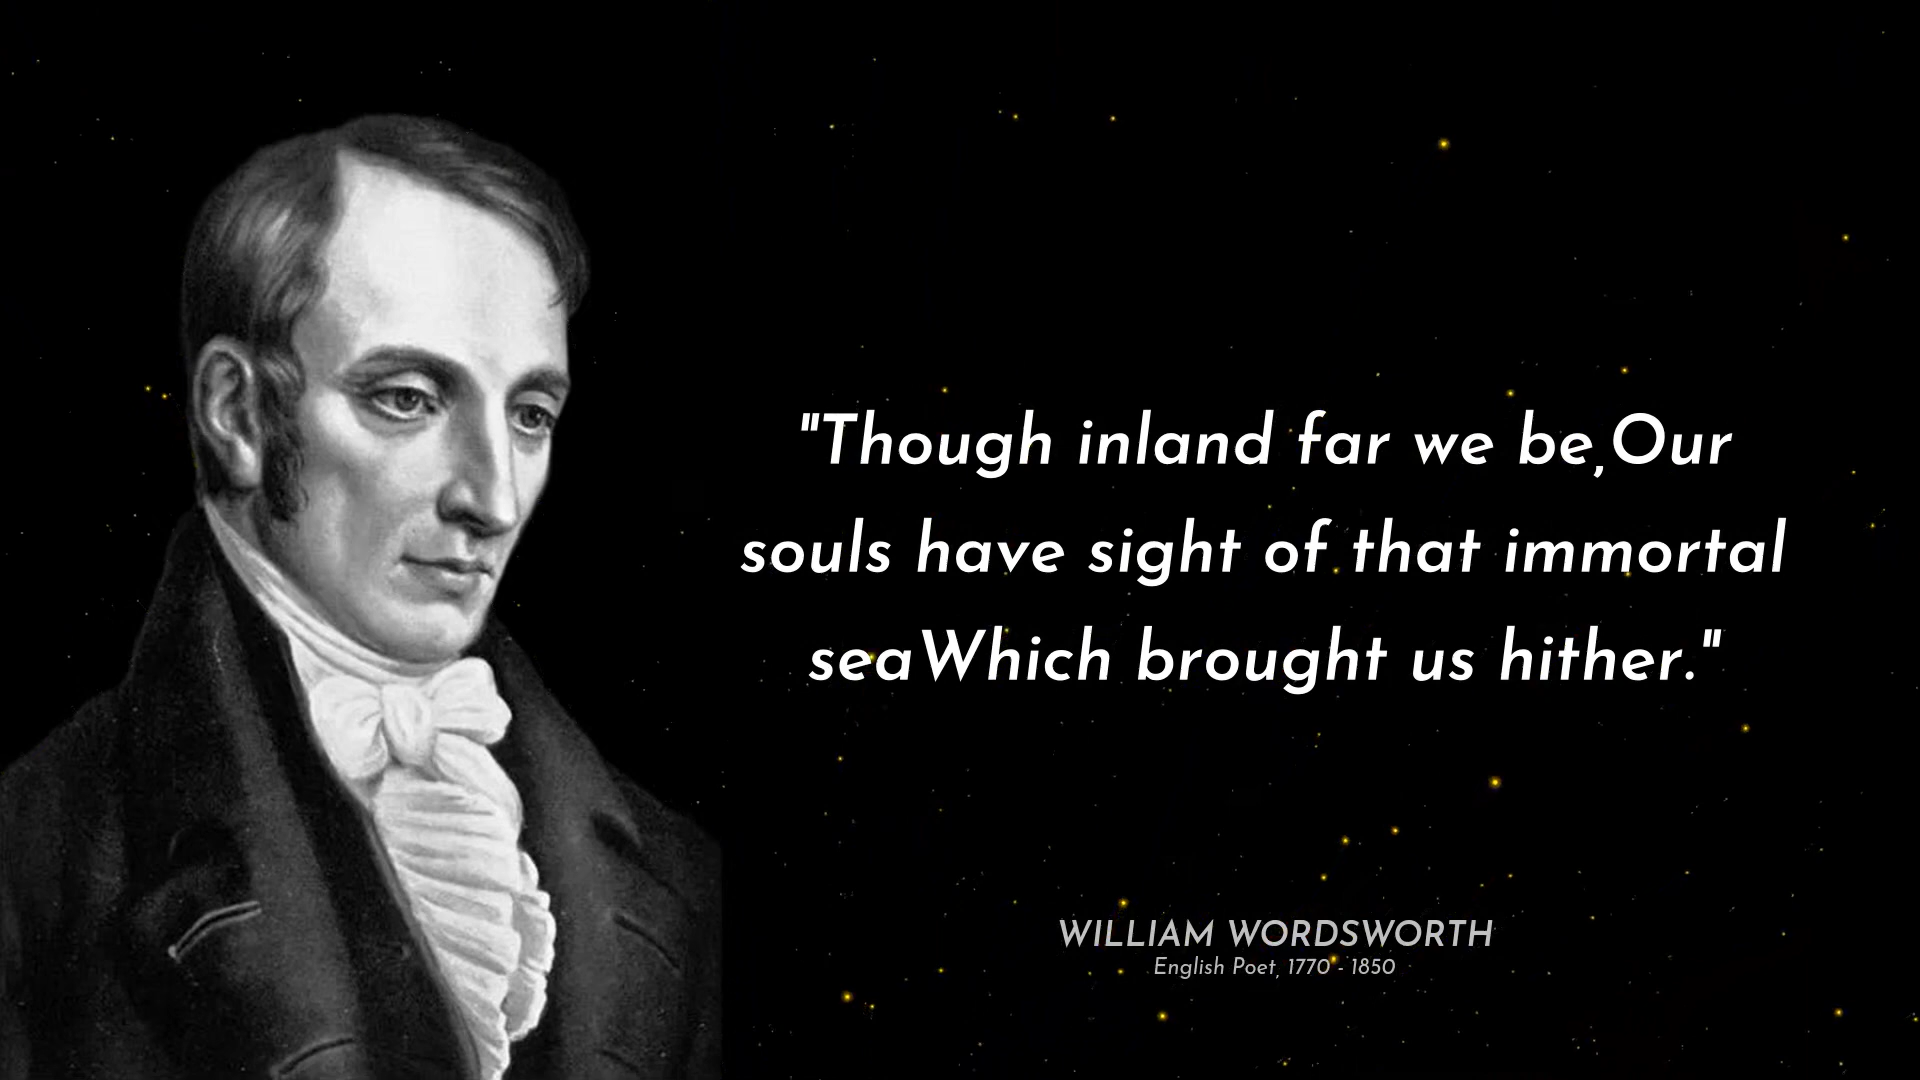 "Though inland far we be,Our
souls have sight of that immortal
seaWhich brought us hither."
WILLIAM WORDSWORTH
English Poet, 1770 - 1850